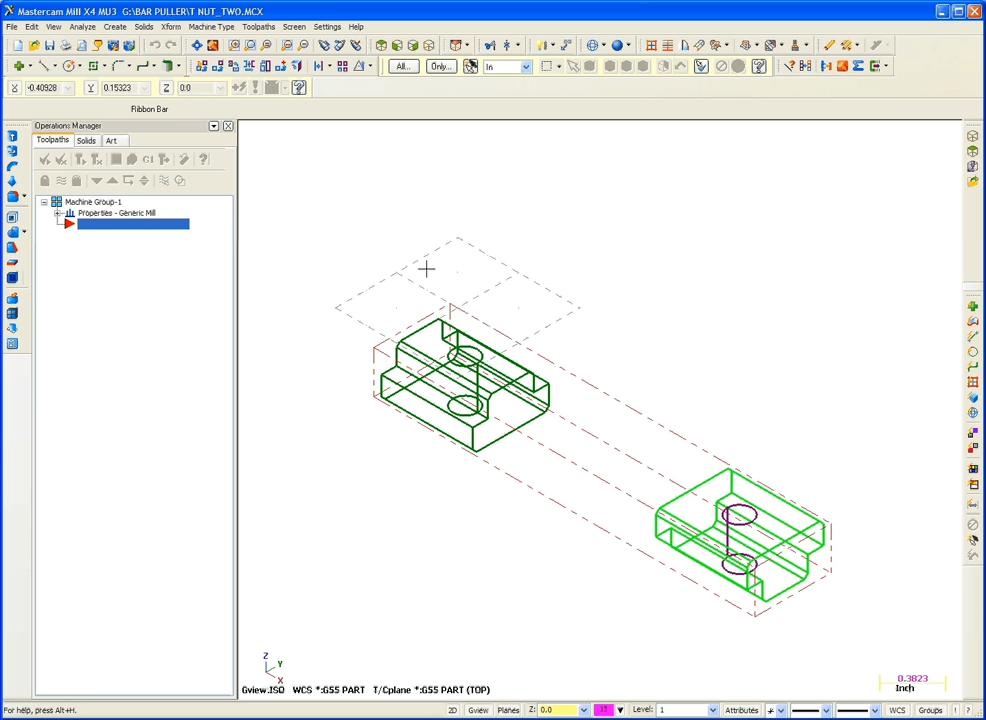 Mastercam Mill X4 MU3  G:\BAR PULLER\T NUT_TWO.MCX
File Edit View Analyze Create Solids Xform Machine Type Toolpaths Screen Settings Help
All... Only... In
X -0.40928 Y 0.15323 Z 0.0
Ribbon Bar
Operations Manager
Toolpaths Solids Art
G1
Machine Group-1
Properties - Generic Mill
Z
Y
X
Gview.ISO WCS *:G55 PART T/Cplane *:G55 PART (TOP)
0.3823
Inch
For help, press Alt+H.
2D Gview Planes Z: 0.0 Level: 1 Attributes WCS Groups ! ?